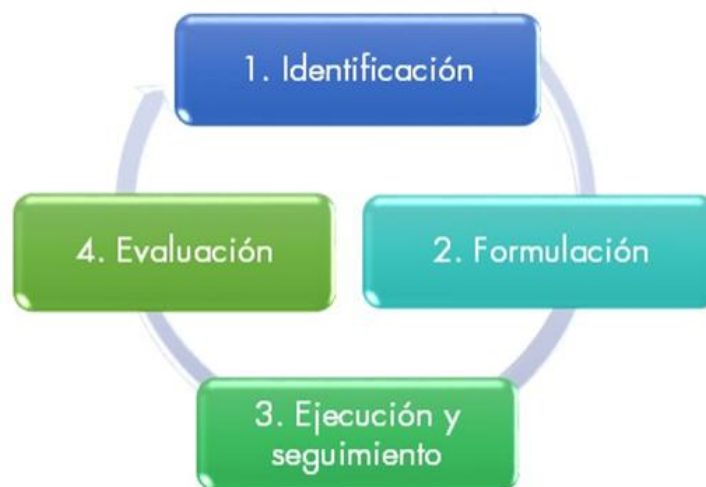 1. Identificación
2. Formulación
3. Ejecución y
seguimiento
4. Evaluación